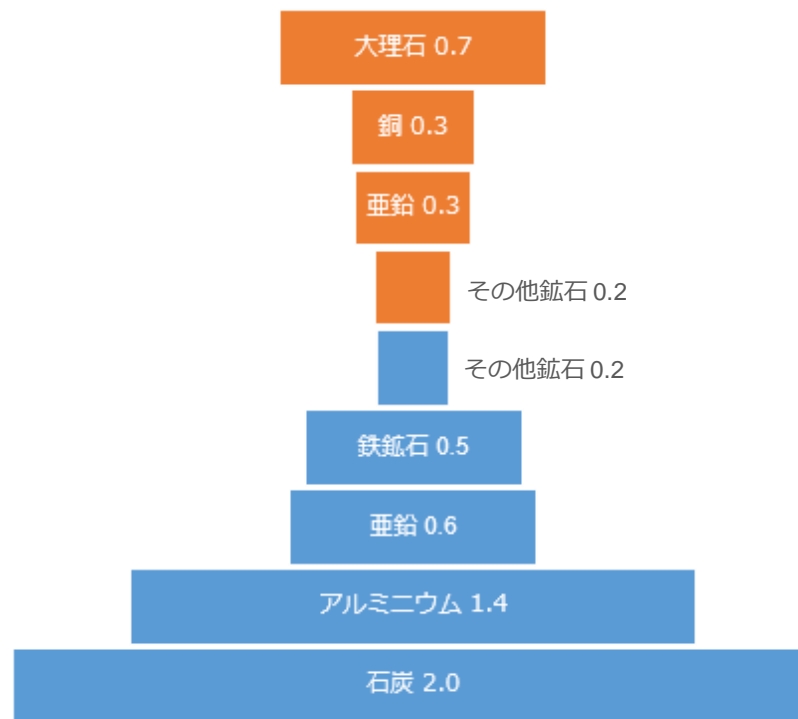 大理石 0.7
銅 0.3
亜鉛 0.3
その他鉱石 0.2
その他鉱石 0.2
鉄鉱石 0.5
亜鉛 0.6
アルミニウム 1.4
石炭 2.0